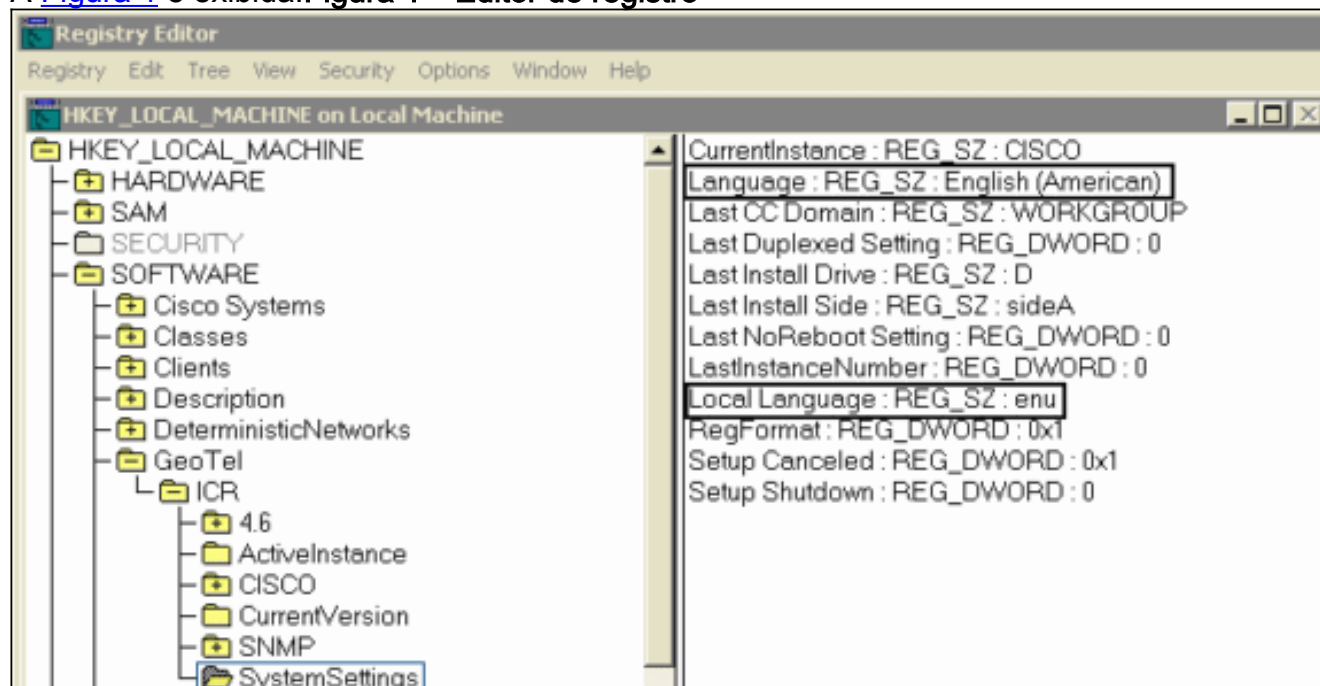 A Figura 1 é exibida.Figura 1 – Editor do registro
Registry Editor
Registry Edit Tree View Security Options Window Help
HKEY_LOCAL_MACHINE on Local Machine
HKEY_LOCAL_MACHINE
HARDWARE
SAM
SECURITY
SOFTWARE
Cisco Systems
Classes
Clients
Description
DeterministicNetworks
GeoTel
ICR
4.6
ActiveInstance
CISCO
CurrentVersion
SNMP
SystemSettings
CurrentInstance : REG_SZ : CISCO
Language : REG_SZ : English (American)
Last CC Domain : REG_SZ : WORKGROUP
Last Duplexed Setting : REG_DWORD : 0
Last Install Drive : REG_SZ : D
Last Install Side : REG_SZ : sideA
Last NoReboot Setting : REG_DWORD : 0
LastInstanceNumber : REG_DWORD : 0
Local Language : REG_SZ : enu
RegFormat : REG_DWORD : 0x1
Setup Canceled : REG_DWORD : 0x1
Setup Shutdown : REG_DWORD : 0